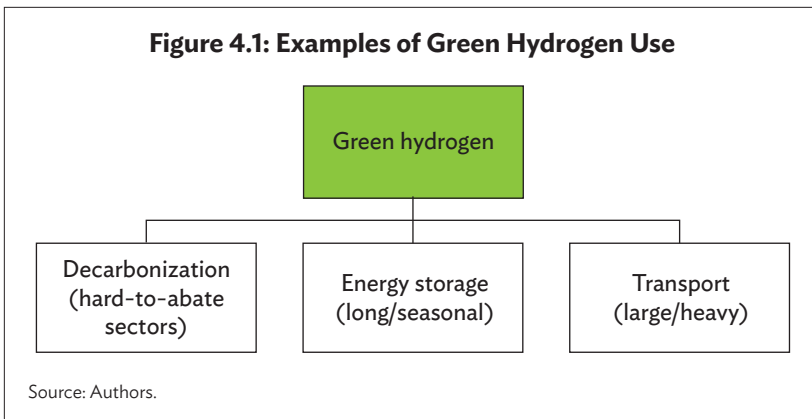 Figure 4.1: Examples of Green Hydrogen Use
Green hydrogen
Decarbonization
(hard-to-abate
sectors)
Energy storage
(long/seasonal)
Transport
(large/heavy)
Source: Authors.